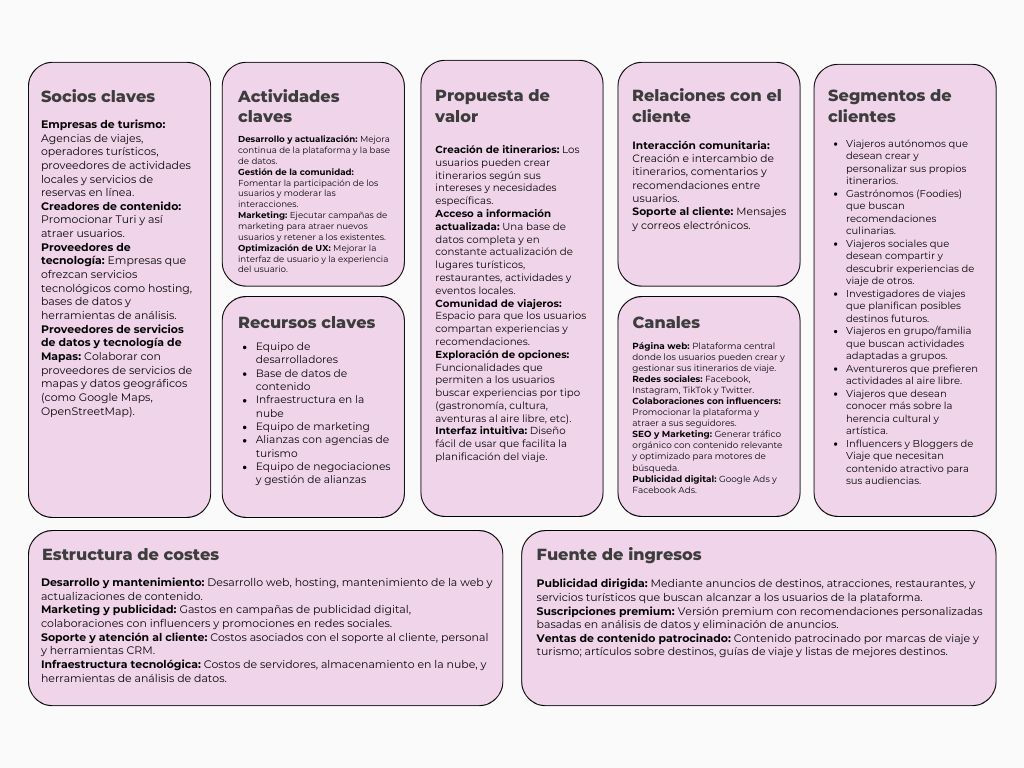 Socios claves
Empresas de turismo:
Agencias de viajes,
operadores turísticos,
proveedores de actividades
locales y servicios de
reservas en línea.
Creadores de contenido:
Promocionar Turi y así
atraer usuarios.
Proveedores de
tecnología: Empresas que
ofrezcan servicios
tecnológicos como hosting,
bases de datos y
herramientas de análisis.
Proveedores de servicios
de datos y tecnología de
Mapas: Colaborar con
proveedores de servicios de
mapas y datos geográficos
(como Google Maps,
OpenStreetMap).
Actividades
claves
Desarrollo y actualización: Mejora
continua de la plataforma y la base
de datos.
Gestión de la comunidad:
Fomentar la participación de los
usuarios y moderar las
interacciones.
Marketing: Ejecutar campañas de
marketing para atraer nuevos
usuarios y retener a los existentes.
Optimización de UX: Mejorar la
interfaz de usuario y la experiencia
del usuario.
Recursos claves
• Equipo de
desarrolladores
• Base de datos de
contenido
• Infraestructura en la
nube
• Equipo de marketing
• Alianzas con agencias de
turismo
• Equipo de negociaciones
y gestión de alianzas
Propuesta de
valor
Creación de itinerarios: Los
usuarios pueden crear
itinerarios según sus
intereses y necesidades
específicas.
Acceso a información
actualizada: Una base de
datos completa y en
constante actualización de
lugares turísticos,
restaurantes, actividades y
eventos locales.
Comunidad de viajeros:
Espacio para que los usuarios
compartan experiencias y
recomendaciones.
Exploración de opciones:
Funcionalidades que
permiten a los usuarios
buscar experiencias por tipo
(gastronomía, cultura,
aventuras al aire libre, etc).
Interfaz intuitiva: Diseño
fácil de usar que facilita la
planificación del viaje.
Relaciones con el
cliente
Interacción comunitaria:
Creación e intercambio de
itinerarios, comentarios y
recomendaciones entre
usuarios.
Soporte al cliente: Mensajes
y correos electrónicos.
Canales
Página web: Plataforma central
donde los usuarios pueden crear y
gestionar sus itinerarios de viaje.
Redes sociales: Facebook,
Instagram, TikTok y Twitter.
Colaboraciones con influencers:
Promocionar la plataforma y
atraer a sus seguidores.
SEO y Marketing: Generar tráfico
orgánico con contenido relevante
y optimizado para motores de
búsqueda.
Publicidad digital: Google Ads y
Facebook Ads.
Segmentos de
clientes
• Viajeros autónomos que
desean crear y
personalizar sus propios
itinerarios.
• Gastrónomos (Foodies)
que buscan
recomendaciones
culinarias.
• Viajeros sociales que
desean compartir y
descubrir experiencias de
viaje de otros.
• Investigadores de viajes
que planifican posibles
destinos futuros.
• Viajeros en grupo/familia
que buscan actividades
adaptadas a grupos.
• Aventureros que prefieren
actividades al aire libre.
• Viajeros que desean
conocer más sobre la
herencia cultural y
artística.
• Influencers y Bloggers de
Viaje que necesitan
contenido atractivo para
sus audiencias.
Estructura de costes
Desarrollo y mantenimiento: Desarrollo web, hosting, mantenimiento de la web y
actualizaciones de contenido.
Marketing y publicidad: Gastos en campañas de publicidad digital,
colaboraciones con influencers y promociones en redes sociales.
Soporte y atención al cliente: Costos asociados con el soporte al cliente, personal
y herramientas CRM.
Infraestructura tecnológica: Costos de servidores, almacenamiento en la nube, y
herramientas de análisis de datos.
Fuente de ingresos
Publicidad dirigida: Mediante anuncios de destinos, atracciones, restaurantes, y
servicios turísticos que buscan alcanzar a los usuarios de la plataforma.
Suscripciones premium: Versión premium con recomendaciones personalizadas
basadas en análisis de datos y eliminación de anuncios.
Ventas de contenido patrocinado: Contenido patrocinado por marcas de viaje y
turismo; artículos sobre destinos, guías de viaje y listas de mejores destinos.